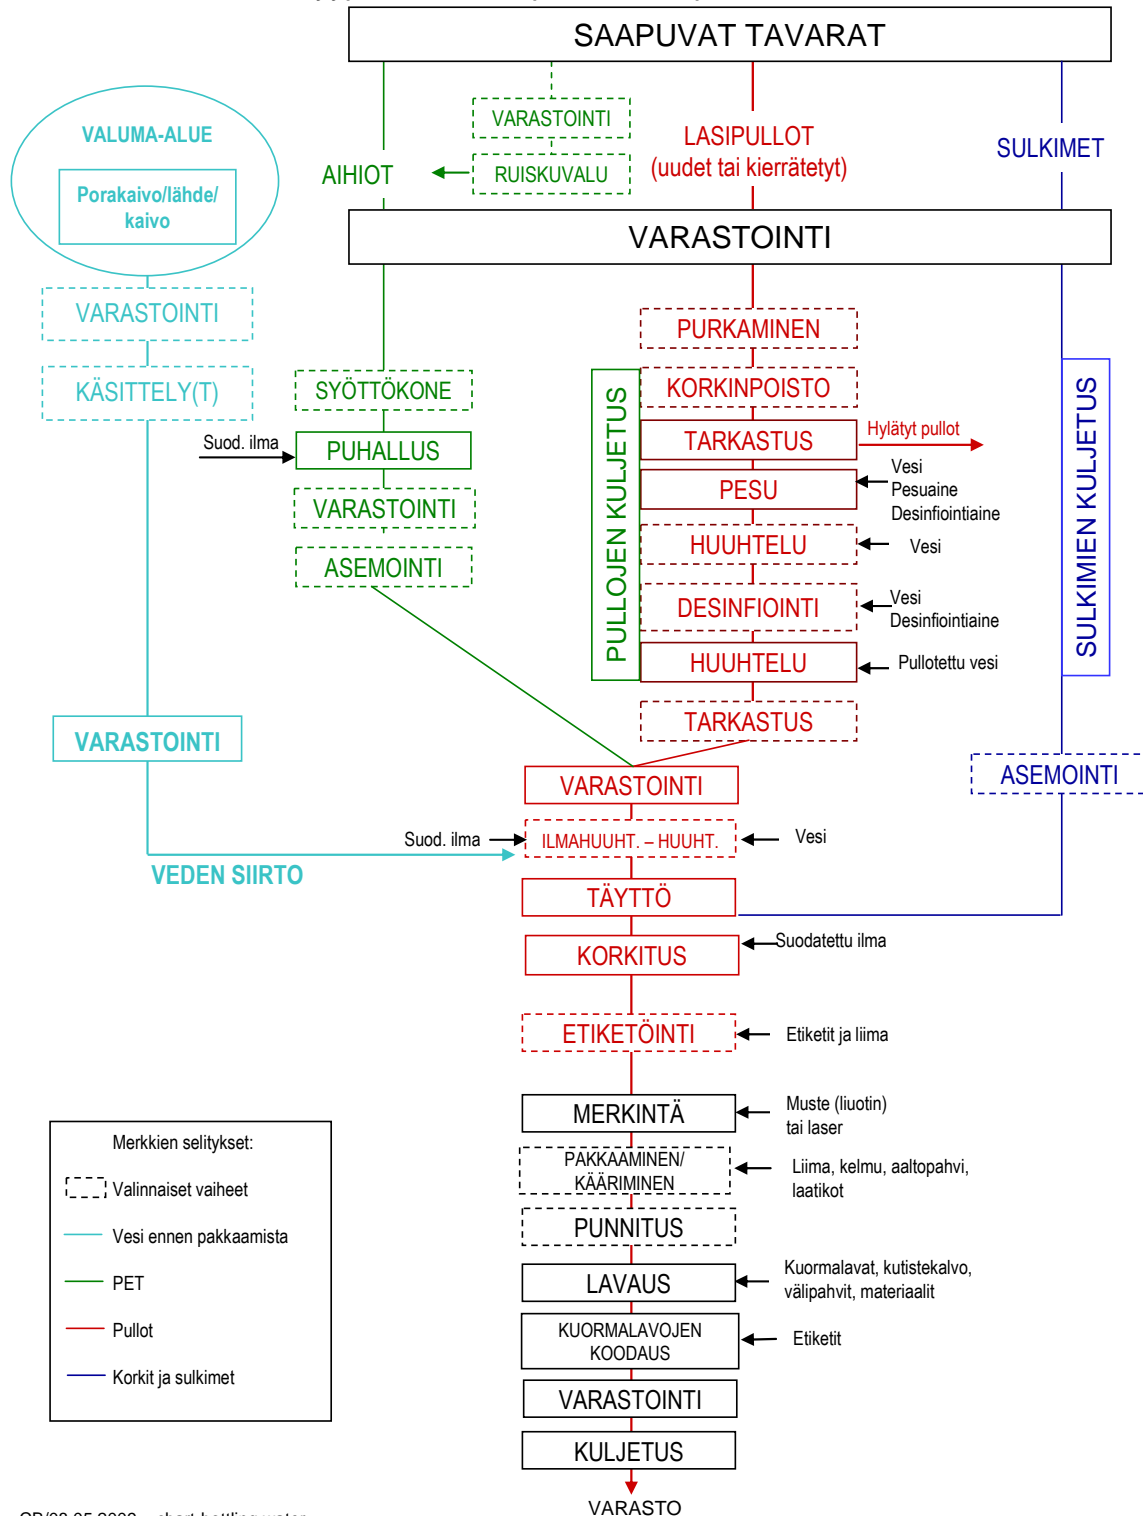 SAAPUVAT TAVARAT
VALUMA-ALUE
Porakaivo/lähde/
kaivo
VARASTOINTI
RUISKUVALU
AIHIOT
LASIPULLOT
(uudet tai kierrätetyt)
SULKIMET
VARASTOINTI
VARASTOINTI
KÄSITTELY(T)
SYÖTTÖKONE
Suod. ilma
PUHALLUS
VARASTOINTI
ASEMOINTI
PULLOJEN KULJETUS
PURKAMINEN
KORKINPOISTO
TARKASTUS
Hylätyt pullot
PESU
Vesi
Pesuaine
Desinfiointiaine
HUUHTELU
Vesi
DESINFIOINTI
Vesi
Desinfiointiaine
HUUHTELU
Pullotettu vesi
TARKASTUS
SULKIMIEN KULJETUS
VARASTOINTI
ASEMOINTI
VARASTOINTI
Suod. ilma
ILMAHUUHT. – HUUHT.
Vesi
VEDEN SIIRTO
TÄYTTÖ
KORKITUS
Suodatettu ilma
ETIKETÖINTI
Etiketit ja liima
MERKINTÄ
Muste (liuotin)
tai laser
PAKKAAMINEN/
KÄÄRIMINEN
Liima, kelmu, aaltopahvi,
laatikot
PUNNITUS
LAVAUS
Kuormalavat, kutistekalvo,
välipahvit, materiaalit
KUORMALAVOJEN
KOODAUS
Etiketit
VARASTOINTI
KULJETUS
VARASTO
Merkkien selitykset:
Valinnaiset vaiheet
Vesi ennen pakkaamista
PET
Pullot
Korkit ja sulkimet